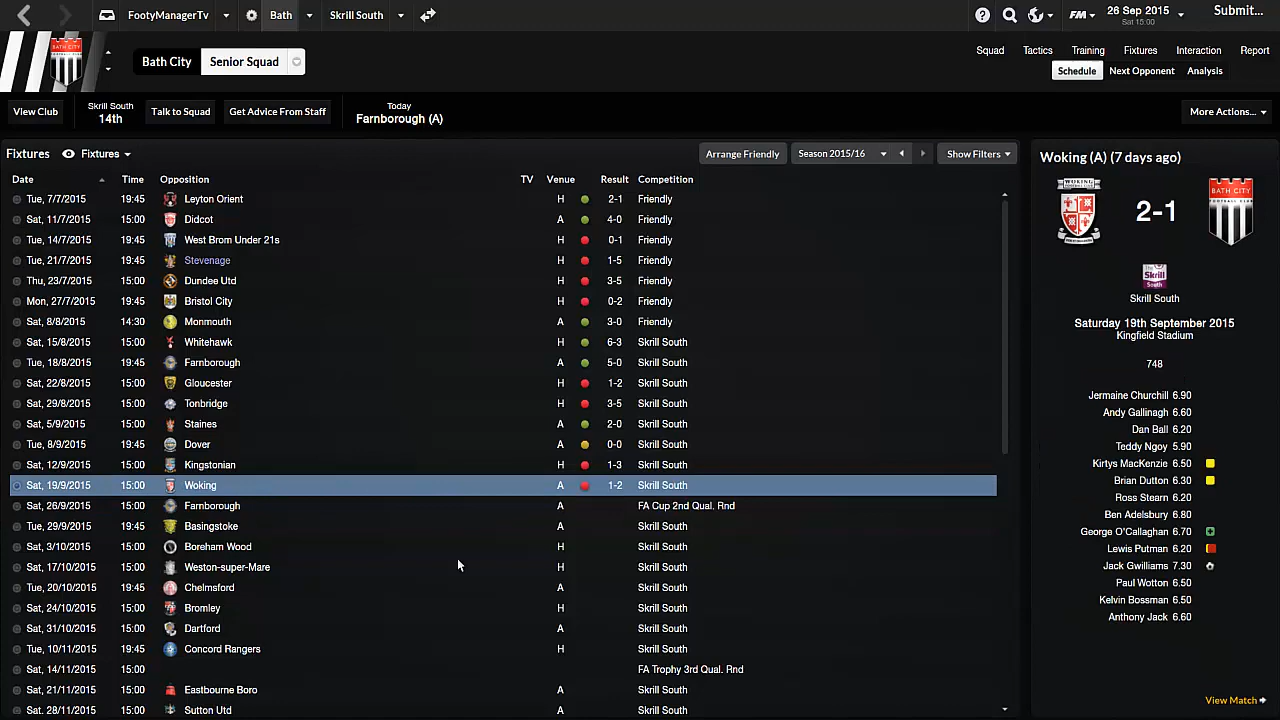 FootyManagerTv Bath Skrill South FM 26 Sep 2015 Submit...
Sat 15:00
Bath City Senior Squad
Squad Tactics Training Fixtures Interaction Report
Schedule Next Opponent Analysis
View Club Skrill South 14th Talk to Squad Get Advice From Staff Today Farnborough (A) More Actions...
Fixtures Fixtures Arrange Friendly Season 2015/16 Show Filters
Date Time Opposition TV Venue Result Competition
Tue, 7/7/2015 19:45 Leyton Orient H 2-1 Friendly
Sat, 11/7/2015 15:00 Didcot A 4-0 Friendly
Tue, 14/7/2015 19:45 West Brom Under 21s H 0-1 Friendly
Tue, 21/7/2015 19:45 Stevenage H 1-5 Friendly
Thu, 23/7/2015 15:00 Dundee Utd H 3-5 Friendly
Mon, 27/7/2015 19:45 Bristol City H 0-2 Friendly
Sat, 8/8/2015 14:30 Monmouth A 3-0 Friendly
Sat, 15/8/2015 15:00 Whitehawk H 6-3 Skrill South
Tue, 18/8/2015 19:45 Farnborough A 5-0 Skrill South
Sat, 22/8/2015 15:00 Gloucester H 1-2 Skrill South
Sat, 29/8/2015 15:00 Tonbridge H 3-5 Skrill South
Sat, 5/9/2015 15:00 Staines A 2-0 Skrill South
Tue, 8/9/2015 19:45 Dover A 0-0 Skrill South
Sat, 12/9/2015 15:00 Kingstonian H 1-3 Skrill South
Sat, 19/9/2015 15:00 Woking A 1-2 Skrill South
Sat, 26/9/2015 15:00 Farnborough A FA Cup 2nd Qual. Rnd
Tue, 29/9/2015 19:45 Basingstoke A Skrill South
Sat, 3/10/2015 15:00 Boreham Wood H Skrill South
Sat, 17/10/2015 15:00 Weston-super-Mare H Skrill South
Tue, 20/10/2015 19:45 Chelmsford A Skrill South
Sat, 24/10/2015 15:00 Bromley H Skrill South
Sat, 31/10/2015 15:00 Dartford A Skrill South
Tue, 10/11/2015 19:45 Concord Rangers H Skrill South
Sat, 14/11/2015 15:00 FA Trophy 3rd Qual. Rnd
Sat, 21/11/2015 15:00 Eastbourne Boro A Skrill South
Sat, 28/11/2015 15:00 Sutton Utd A Skrill South
Woking (A) (7 days ago)
2-1
Skrill South
Saturday 19th September 2015
Kingfield Stadium
748
Jermaine Churchill 6.90
Andy Gallinagh 6.60
Dan Ball 6.20
Teddy Ngoy 5.90
Kirtys MacKenzie 6.50
Brian Dutton 6.30
Ross Stearn 6.20
Ben Adelsbury 6.80
George O'Callaghan 6.70
Lewis Putman 6.20
Jack Gwilliams 7.30
Paul Wotton 6.50
Kelvin Bossman 6.50
Anthony Jack 6.60
View Match